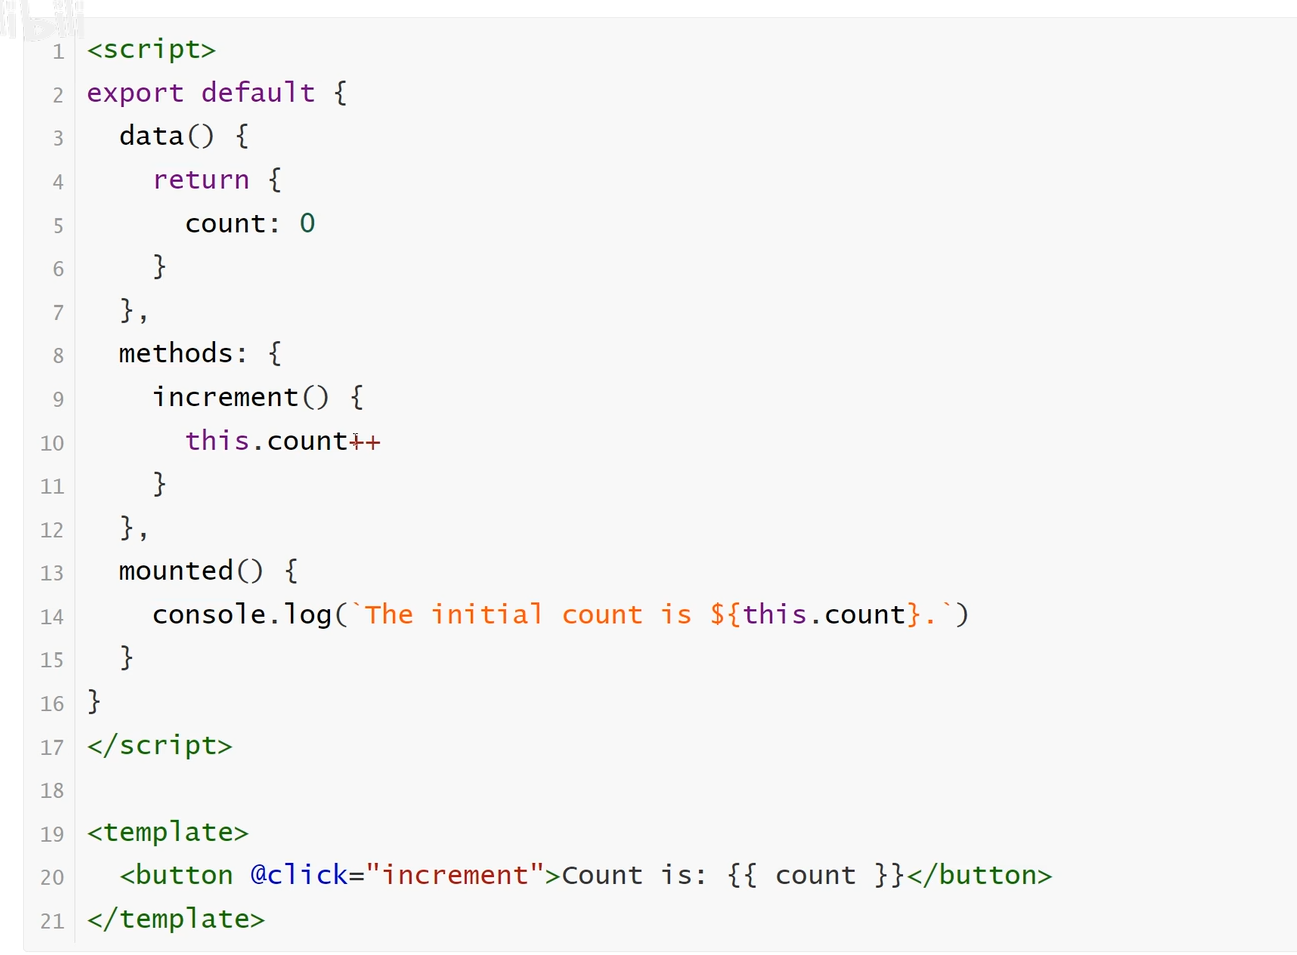 1 <script>
2 export default {
3   data() {
4     return {
5       count: 0
6     }
7   },
8   methods: {
9     increment() {
10       this.count++
11     }
12   },
13   mounted() {
14     console.log(`The initial count is ${this.count}.`)
15   }
16 }
17 </script>
18
19 <template>
20   <button @click="increment">Count is: {{ count }}</button>
21 </template>